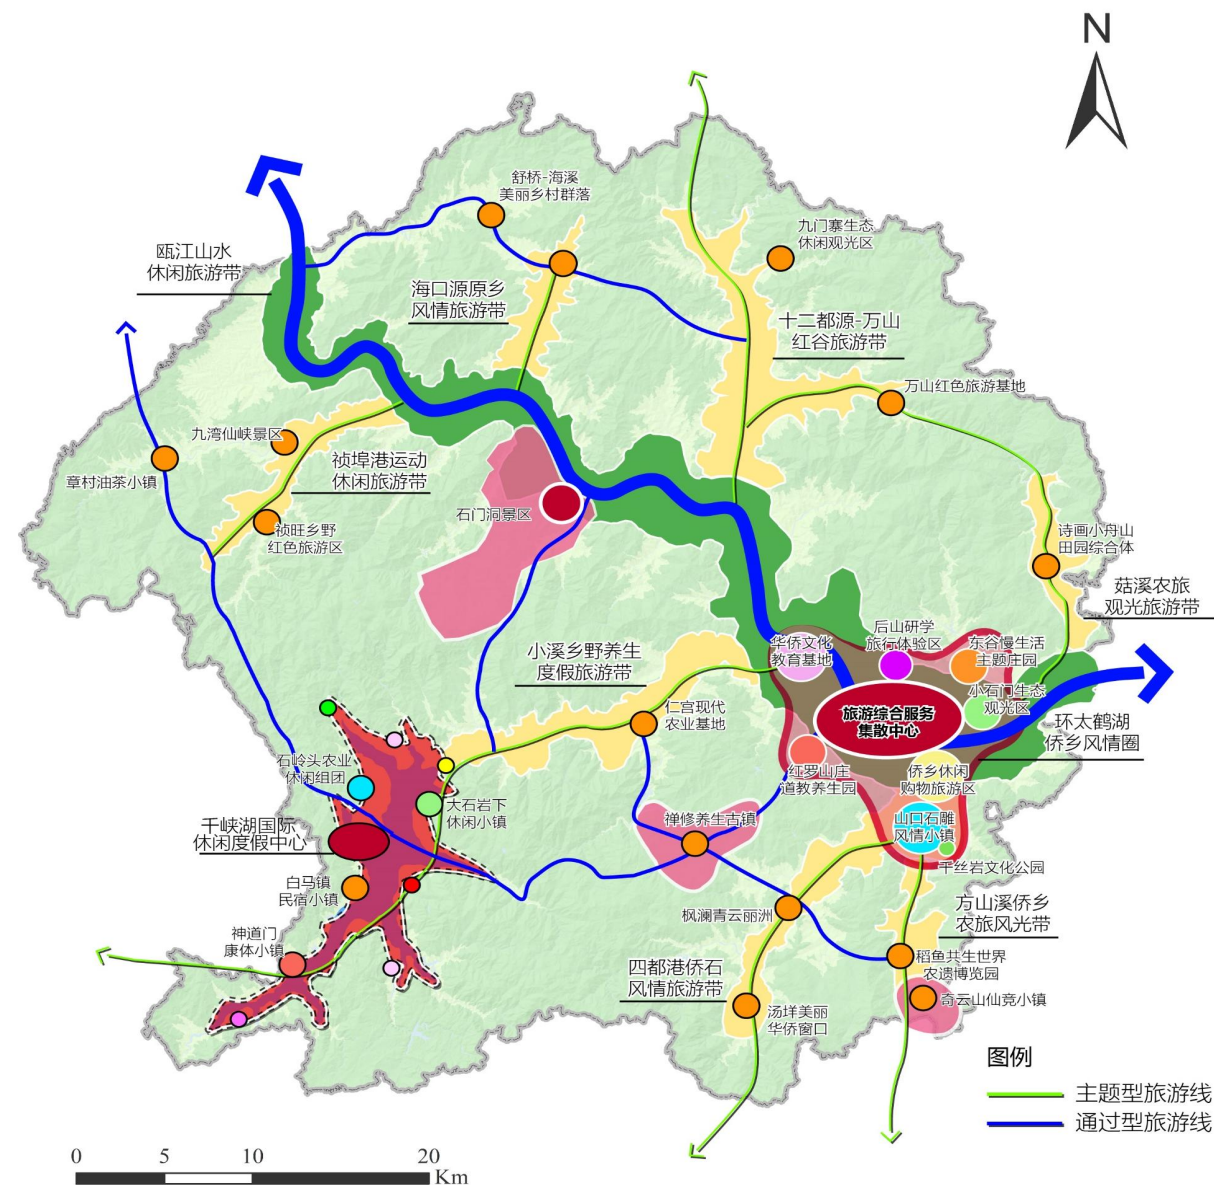 N
舒桥-海溪
美丽乡村群落
九门寨生态
休闲观光区
瓯江山水
休闲旅游带
海口源原乡
风情旅游带
十二都源-万山
红谷旅游带
万山红色旅游基地
九湾仙峡景区
祯埠港运动
休闲旅游带
章村油茶小镇
石门洞景区
祯旺乡野
红色旅游区
诗画小舟山
田园综合体
菇溪农旅
观光旅游带
小溪乡野养生
度假旅游带
华侨文化
教育基地
后山研学
旅行体验区
东谷慢生活
主题庄园
小石门生态
观光区
仁宫现代
农业基地
旅游综合服务
集散中心
环太鹤湖
侨乡风情圈
石岭头农业
休闲组团
红罗山庄
道教养生园
侨乡休闲
购物旅游区
大石岩下
休闲小镇
禅修养生古镇
山口石雕
风情小镇
千峡湖国际
休闲度假中心
千丝岩文化公园
白马镇
民宿小镇
枫澜青云丽洲
方山溪侨乡
农旅风光带
神道门
康体小镇
稻鱼共生世界
农遗博览园
四都港侨石
风情旅游带
奇云山仙竞小镇
汤垟美丽
华侨窗口
图例
主题型旅游线
通过型旅游线
0 5 10 20
Km